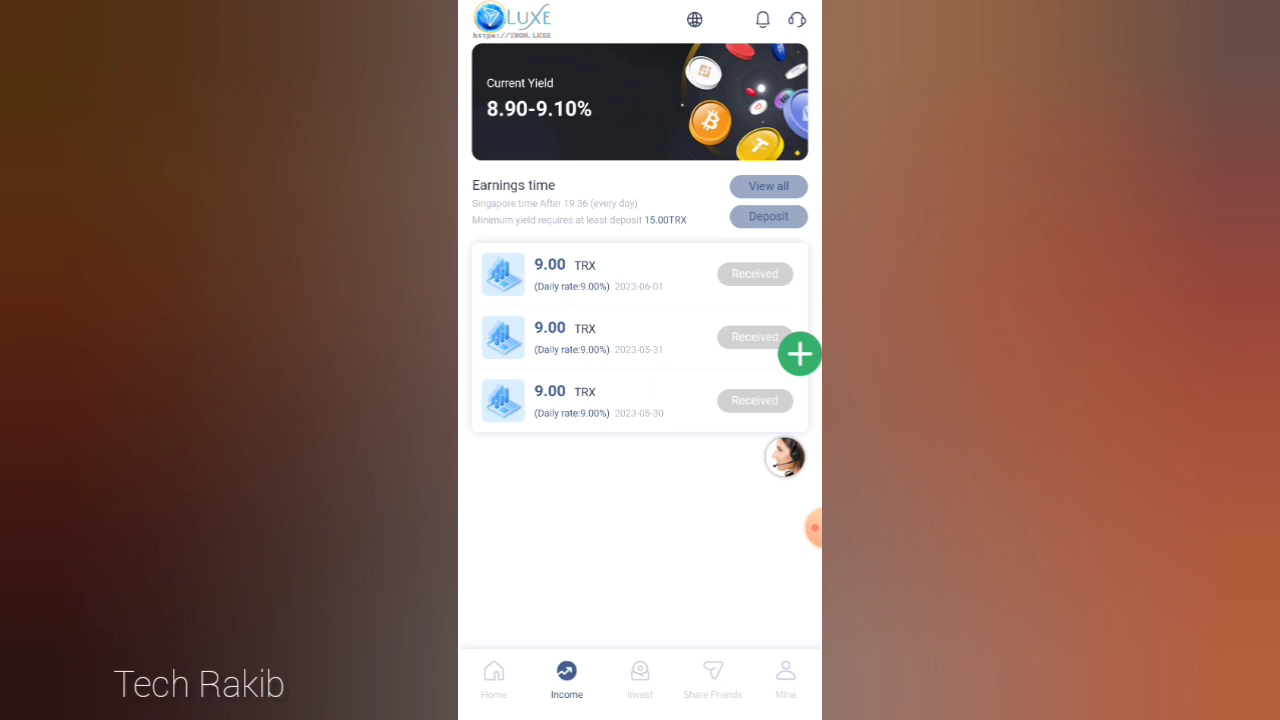 LUXE
https://TRON.LUXE
Current Yield
8.90-9.10%
Earnings time
View all
Singapore time After 19:36 (every day)
Minimum yield requires at least deposit 15.00TRX
Deposit
9.00 TRX
Received
(Daily rate:9.00%) 2023-06-01
9.00 TRX
Received
(Daily rate:9.00%) 2023-05-31
9.00 TRX
Received
(Daily rate:9.00%) 2023-05-30
Home
Income
Invest
Share Friends
Mine
Tech Rakib